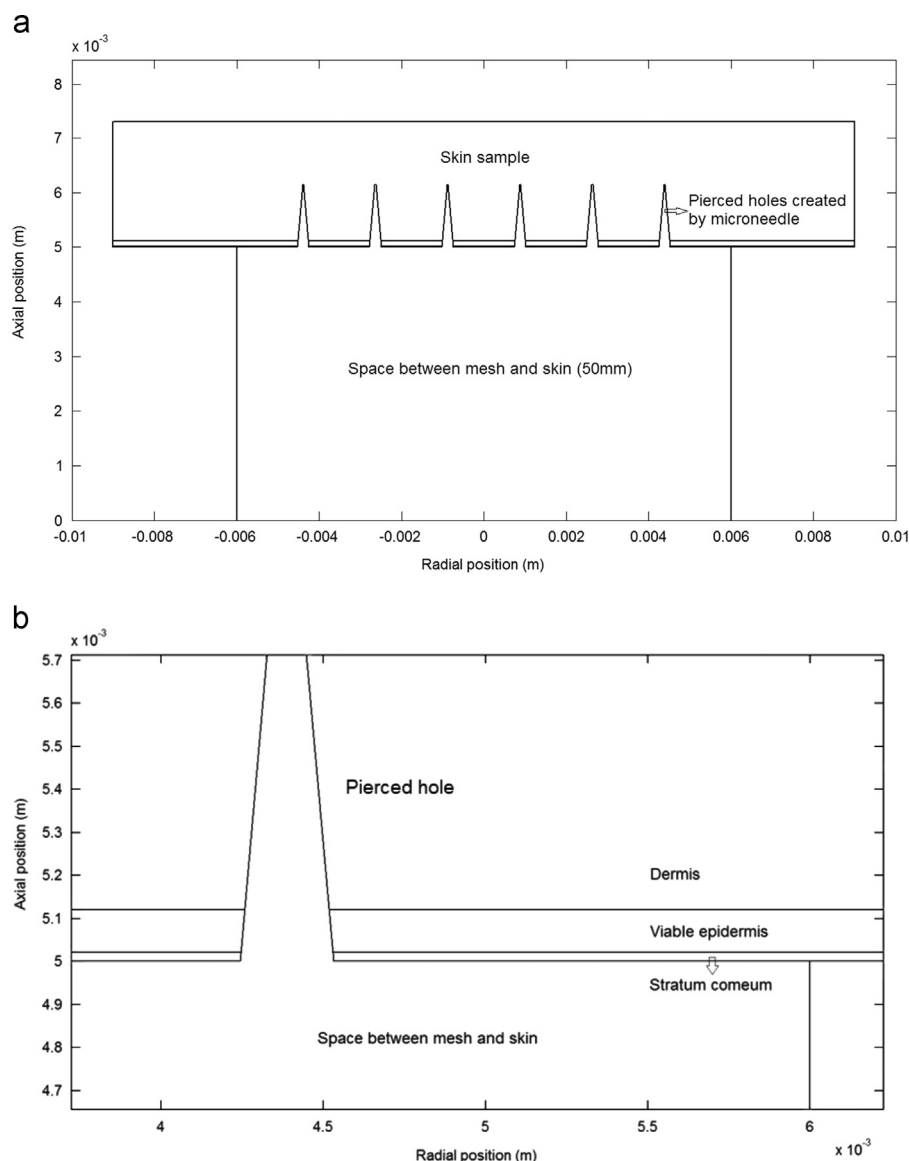 a
x 10⁻³
8
7
6
5
4
3
2
1
0
Axial position (m)
Skin sample
Pierced holes created
by microneedle
Space between mesh and skin (50mm)
-0.01 -0.008 -0.006 -0.004 -0.002 0 0.002 0.004 0.006 0.008 0.01
Radial position (m)
b
x 10⁻³
5.7
5.6
5.5
5.4
5.3
5.2
5.1
5
4.9
4.8
4.7
Axial position (m)
Pierced hole
Dermis
Viable epidermis
Stratum comeum
Space between mesh and skin
4 4.5 5 5.5 6
Radial position (m)
x 10⁻³